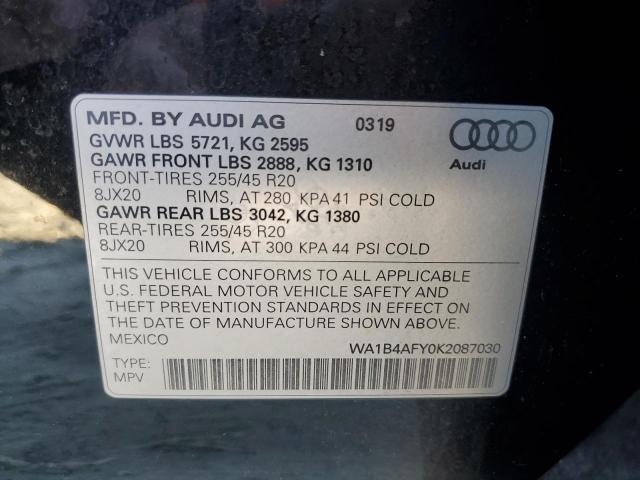 MFD. BY AUDI AG 0319
GVWR LBS 5721, KG 2595
GAWR FRONT LBS 2888, KG 1310
Audi
FRONT-TIRES 255/45 R20
8JX20 RIMS, AT 280 KPA 41 PSI COLD
GAWR REAR LBS 3042, KG 1380
REAR-TIRES 255/45 R20
8JX20 RIMS, AT 300 KPA 44 PSI COLD
THIS VEHICLE CONFORMS TO ALL APPLICABLE
U.S. FEDERAL MOTOR VEHICLE SAFETY AND
THEFT PREVENTION STANDARDS IN EFFECT ON
THE DATE OF MANUFACTURE SHOWN ABOVE.
MEXICO WA1B4AFY0K2087030
TYPE:
MPV